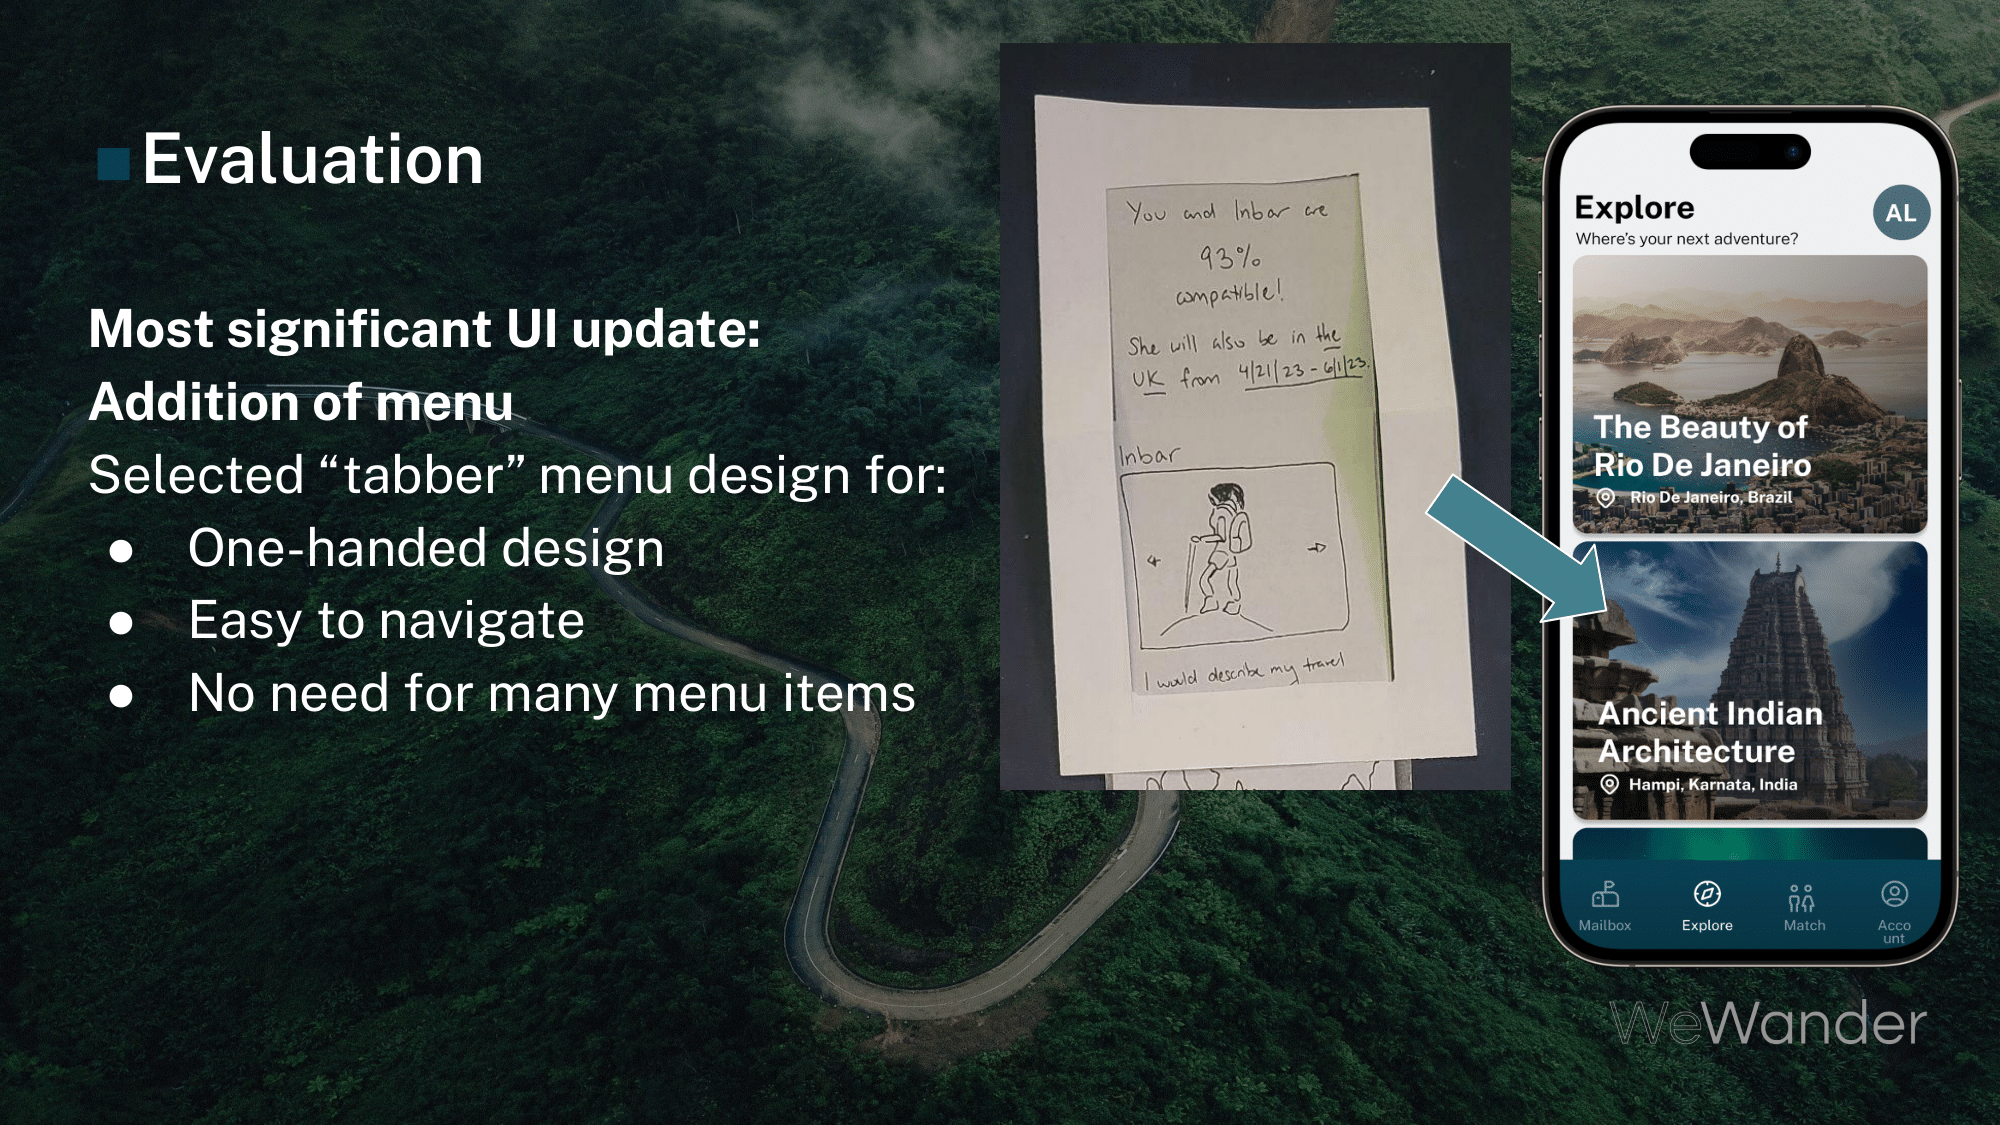 Evaluation
Most significant UI update:
Addition of menu
Selected “tabber” menu design for:
● One-handed design
● Easy to navigate
● No need for many menu items
You and Inbar are
93%
compatible!
She will also be in the
UK from 4/21/23 - 6/1/23.
Inbar
I would describe my travel
Explore
AL
Where's your next adventure?
The Beauty of
Rio De Janeiro
Rio De Janeiro, Brazil
Ancient Indian
Architecture
Hampi, Karnata, India
Mailbox
Explore
Match
Acco
unt
WeWander